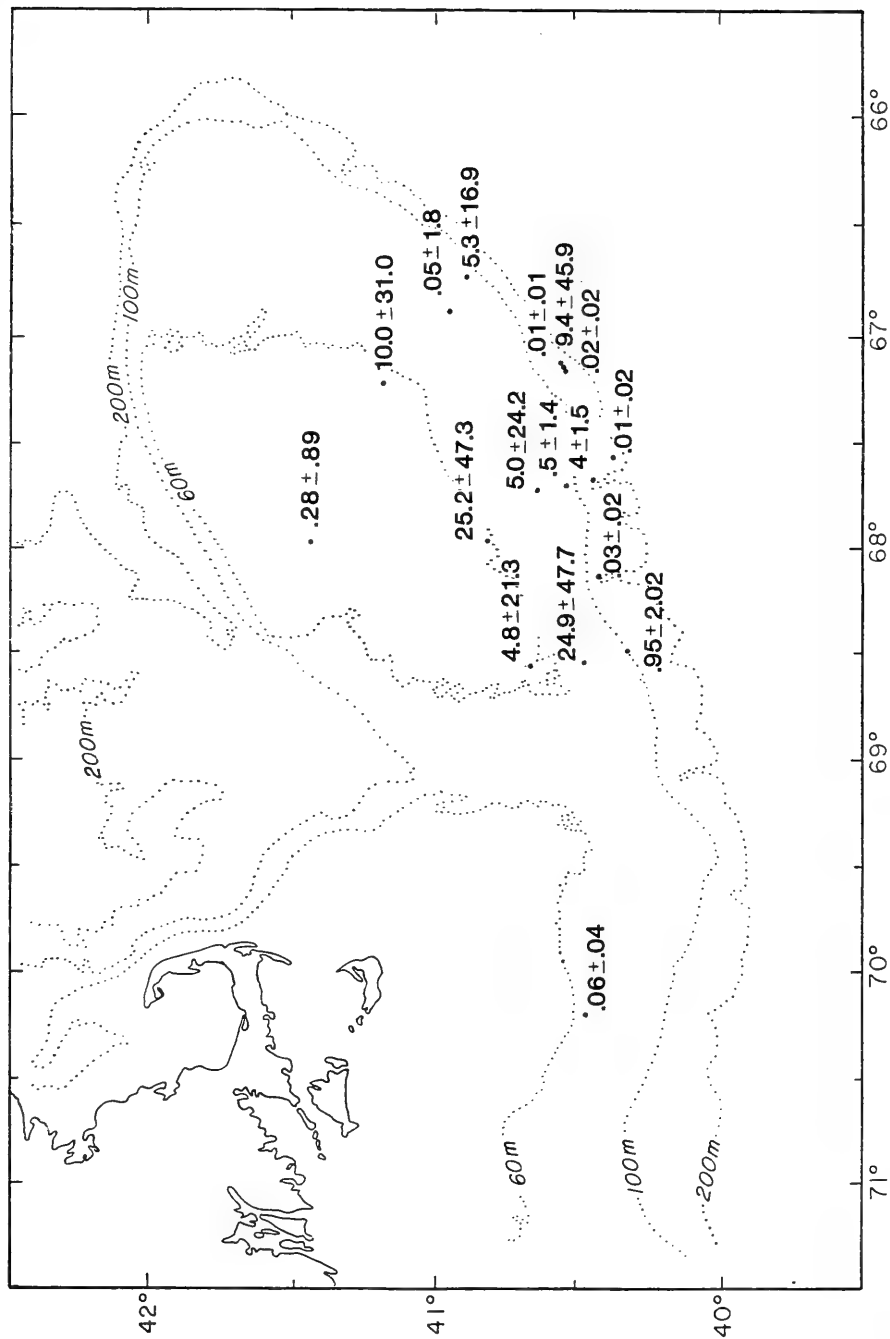 42°
41°
40°
71°
70°
69°
68°
67°
66°
200m
200m
100m
60m
60m
100m
200m
.28 ± .89
10.0 ± 31.0
.05 ± 1.8
5.3 ± 16.9
25.2 ± 47.3
5.0 ± 24.2
.5 ± 1.4
.4 ± 1.5
.01 ± .01
9.4 ± 45.9
.02 ± .02
.01 ± .02
4.8 ± 21.3
24.9 ± 47.7
.03 ± .02
.95 ± 2.02
.06 ± .04